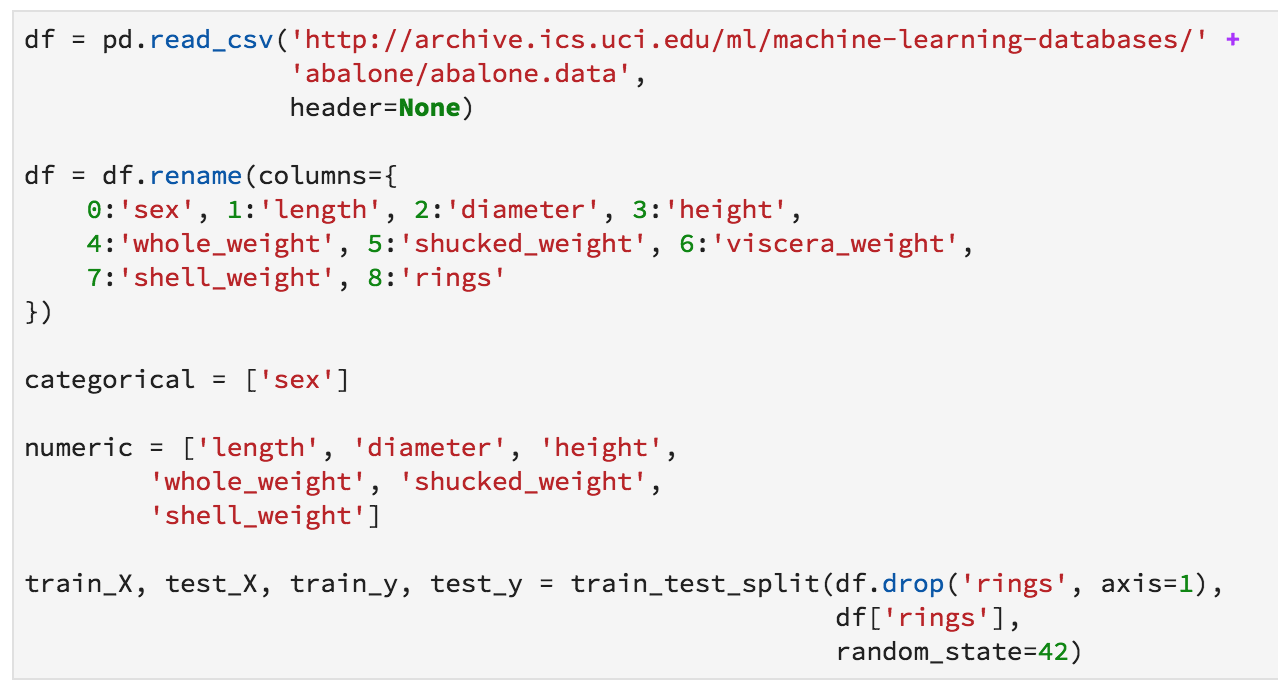 df = pd.read_csv('http://archive.ics.uci.edu/ml/machine-learning-databases/' +
                 'abalone/abalone.data',
                 header=None)

df = df.rename(columns={
    0:'sex', 1:'length', 2:'diameter', 3:'height',
    4:'whole_weight', 5:'shucked_weight', 6:'viscera_weight',
    7:'shell_weight', 8:'rings'
})

categorical = ['sex']

numeric = ['length', 'diameter', 'height',
        'whole_weight', 'shucked_weight',
        'shell_weight']

train_X, test_X, train_y, test_y = train_test_split(df.drop('rings', axis=1),
                                                    df['rings'],
                                                    random_state=42)